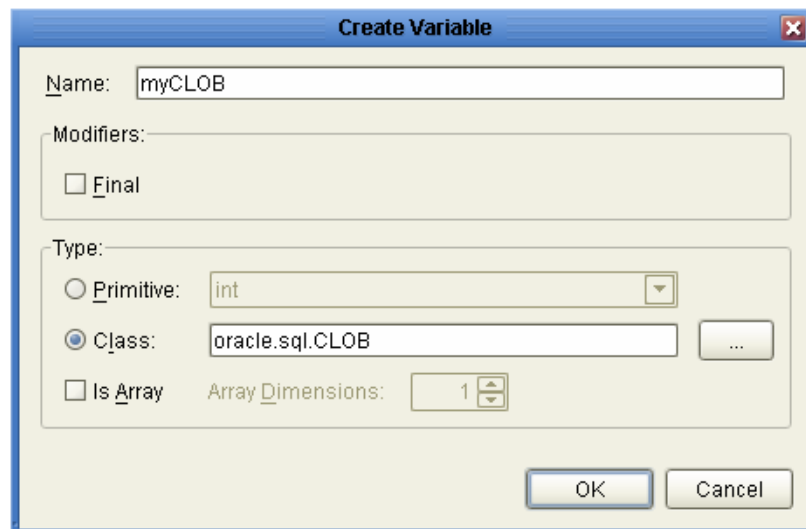 Create Variable
Name: myCLOB
Modifiers:
Final
Type:
Primitive: int
Class: oracle.sql.CLOB ...
Is Array Array Dimensions: 1
OK Cancel